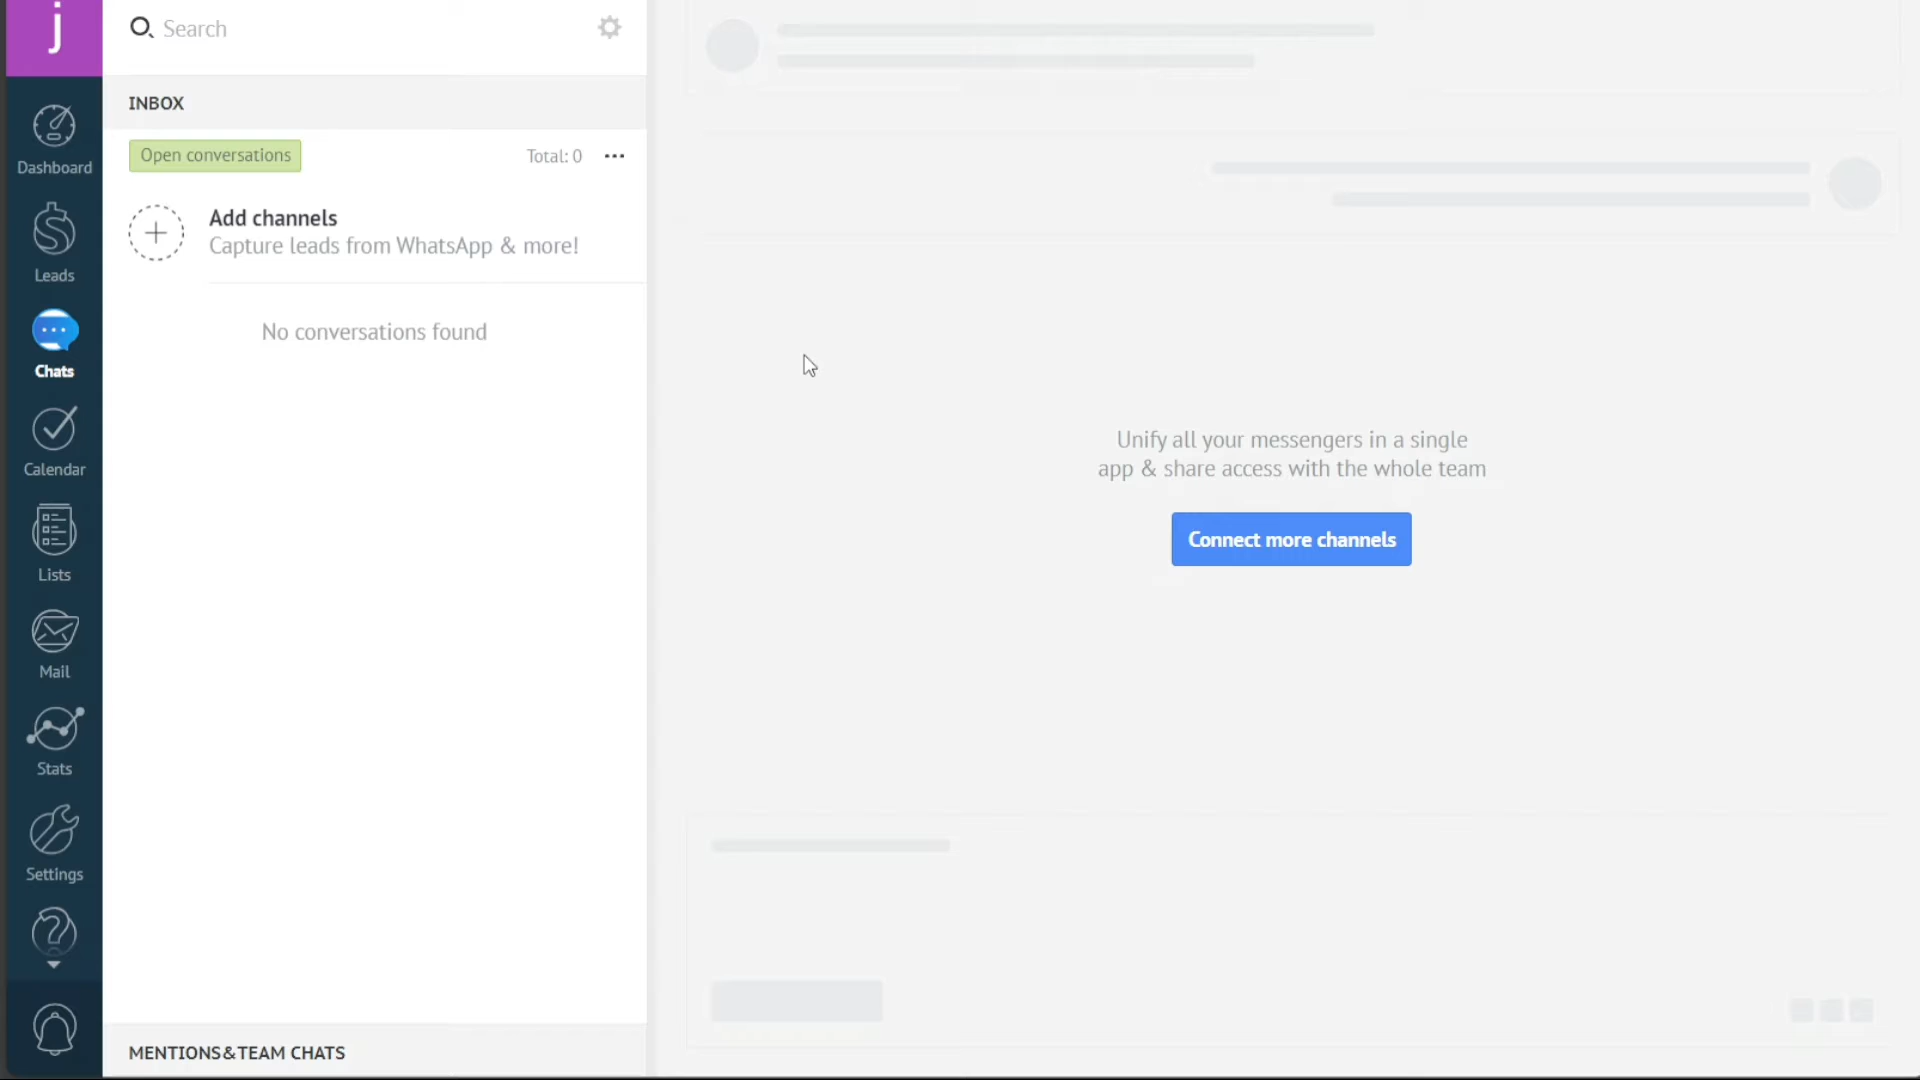 j
Search
INBOX
Open conversations
Total: 0
Add channels
Capture leads from WhatsApp & more!
No conversations found
Dashboard
Leads
Chats
Calendar
Lists
Mail
Stats
Settings
Unify all your messengers in a single
app & share access with the whole team
Connect more channels
MENTIONS&TEAM CHATS